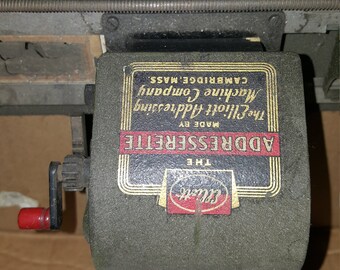 Elliott
THE
ADDRESSERETTE
MADE BY
The Elliott Addressing
Machine Company
CAMBRIDGE, MASS.